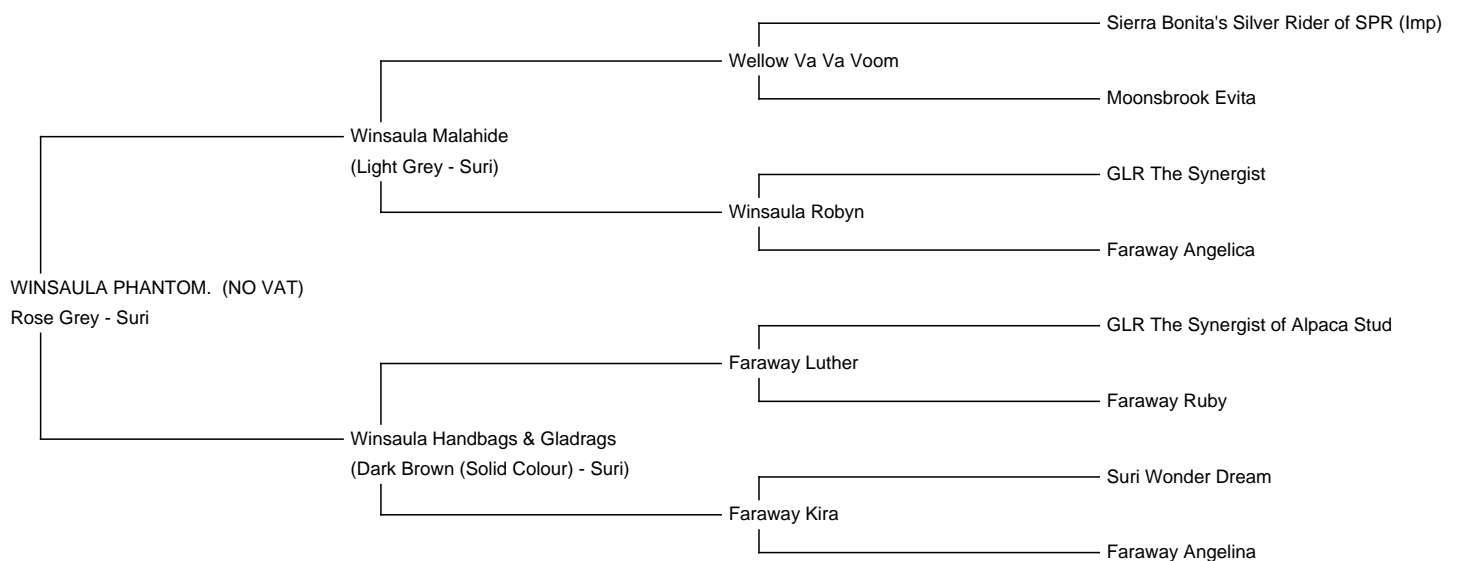 Sierra Bonita's Silver Rider of SPR (Imp)
Wellow Va Va Voom
Moonsbrook Evita
Winsaula Malahide
(Light Grey - Suri)
GLR The Synergist
Winsaula Robyn
Faraway Angelica
WINSAULA PHANTOM.  (NO VAT)
Rose Grey - Suri
GLR The Synergist of Alpaca Stud
Faraway Luther
Faraway Ruby
Winsaula Handbags & Gladrags
(Dark Brown (Solid Colour) - Suri)
Suri Wonder Dream
Faraway Kira
Faraway Angelina